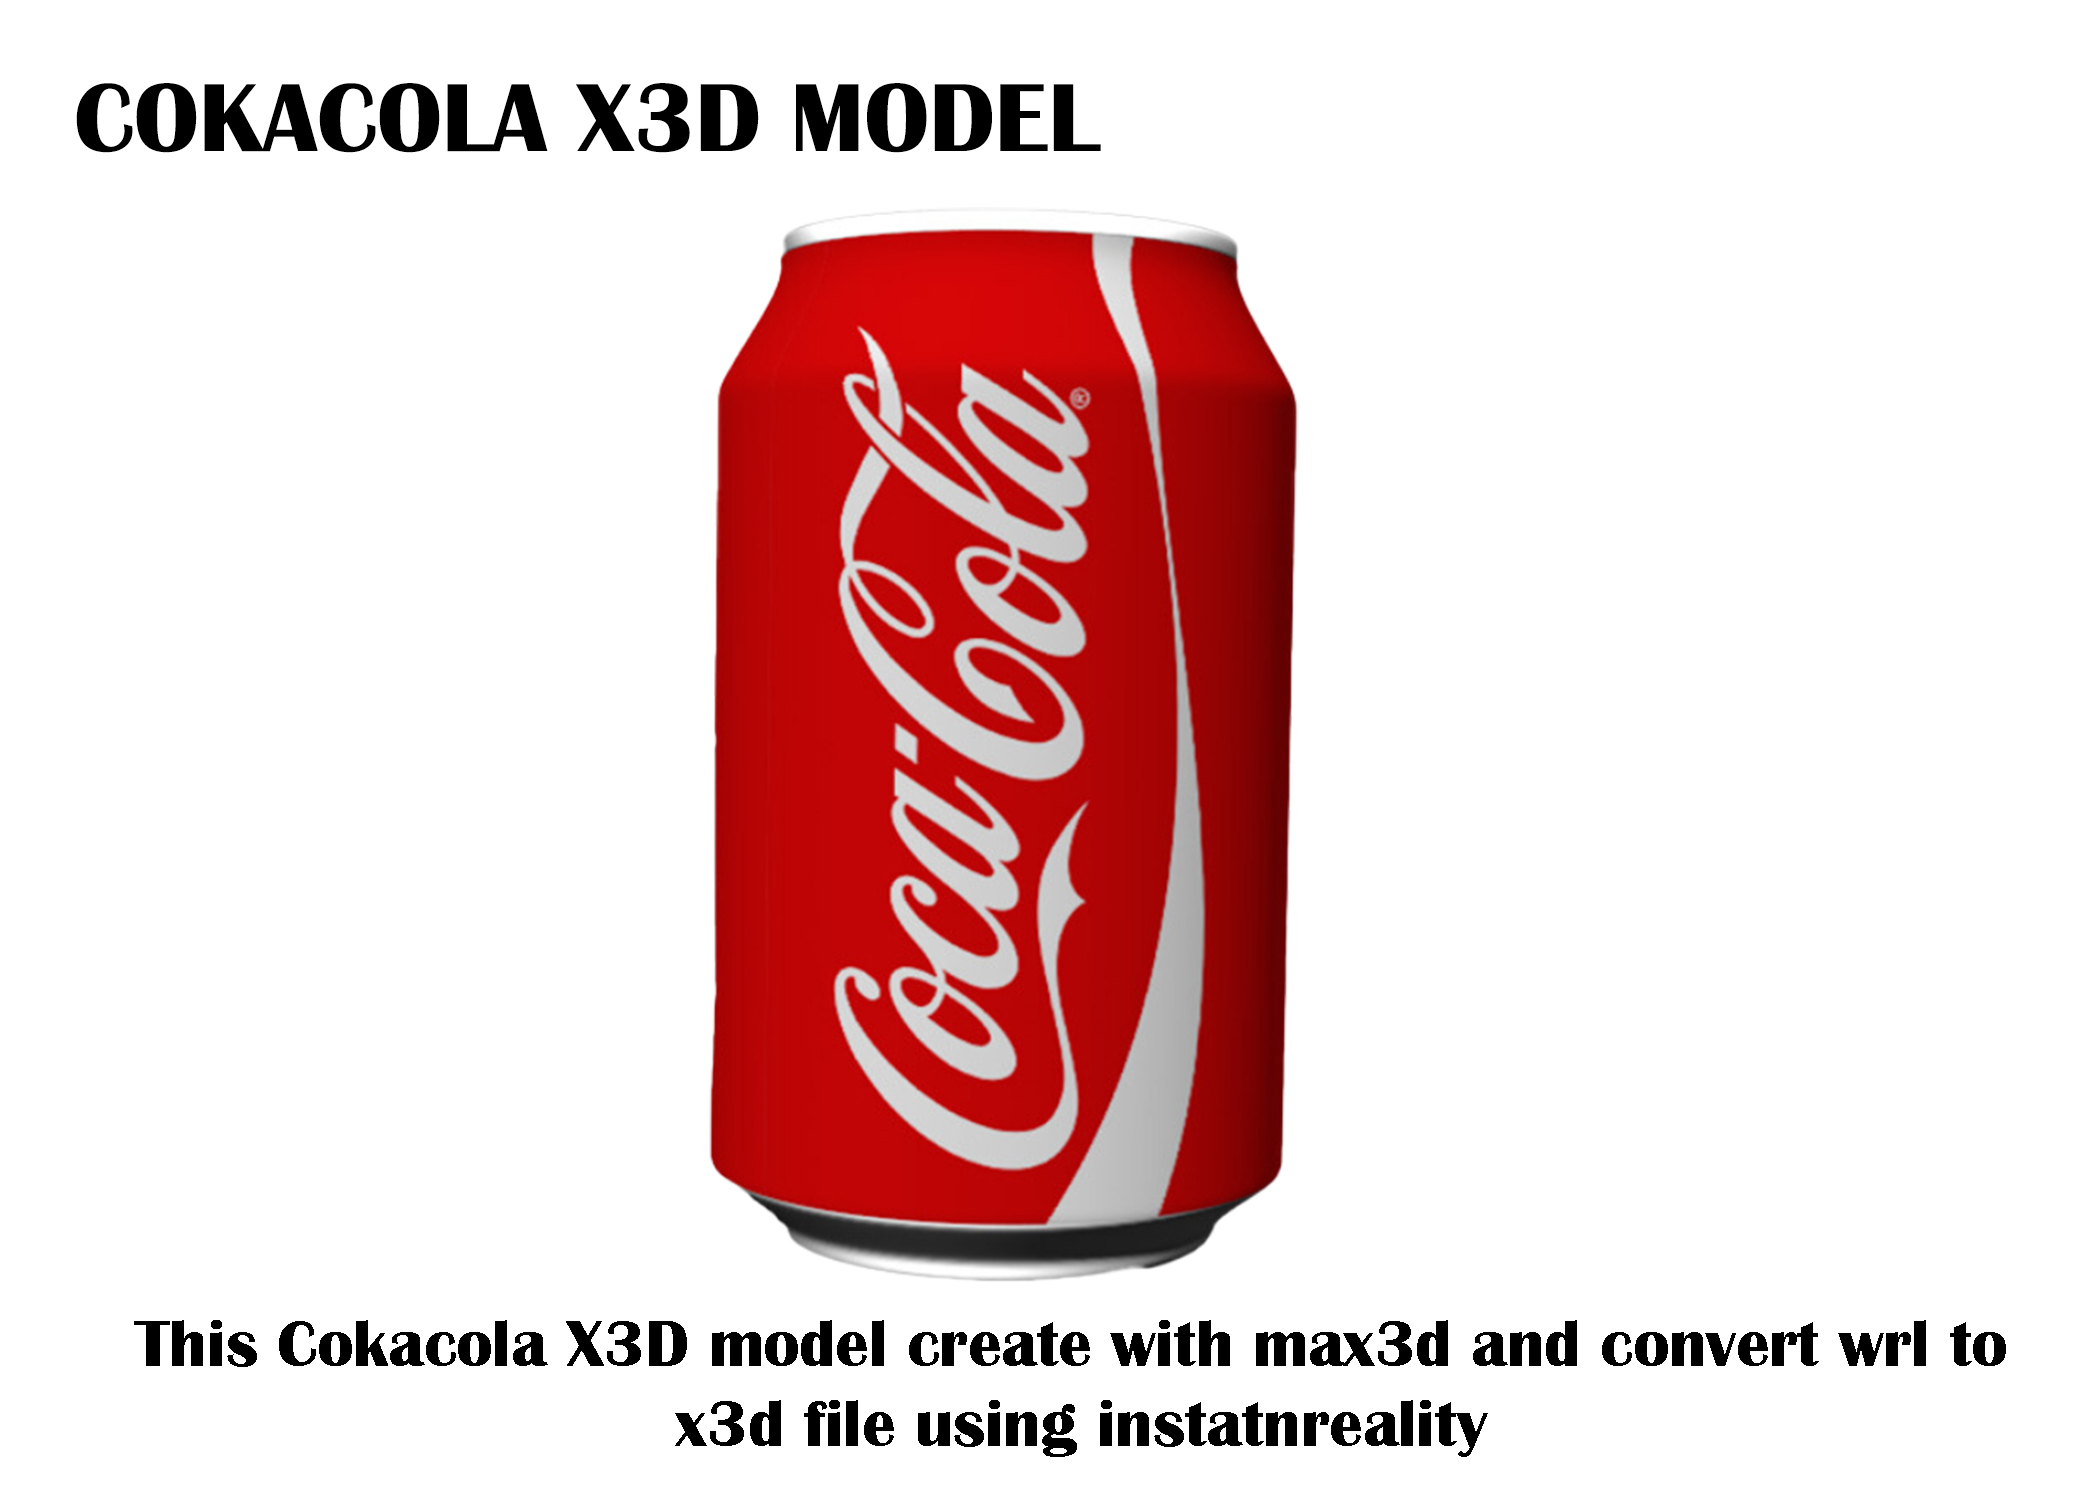 COKACOLA X3D MODEL
Coca-Cola ®
This Cokacola X3D model create with max3d and convert wrl to
x3d file using instatnreality